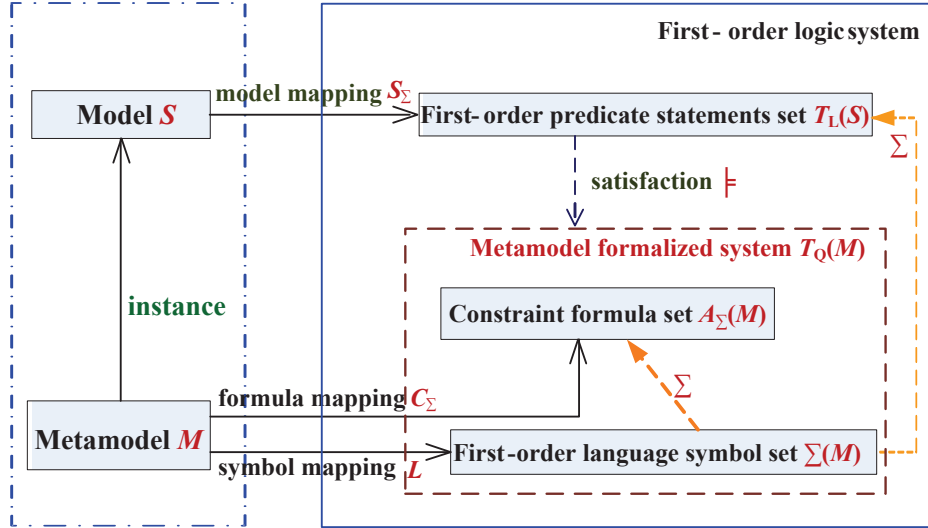 First-order logic system
model mapping S_Σ
Model S
First-order predicate statements set T_L(S)
Σ
satisfaction ⊨
Metamodel formalized system T_Q(M)
instance
Constraint formula set A_Σ(M)
Σ
formula mapping C_Σ
Metamodel M
First-order language symbol set Σ(M)
symbol mapping L